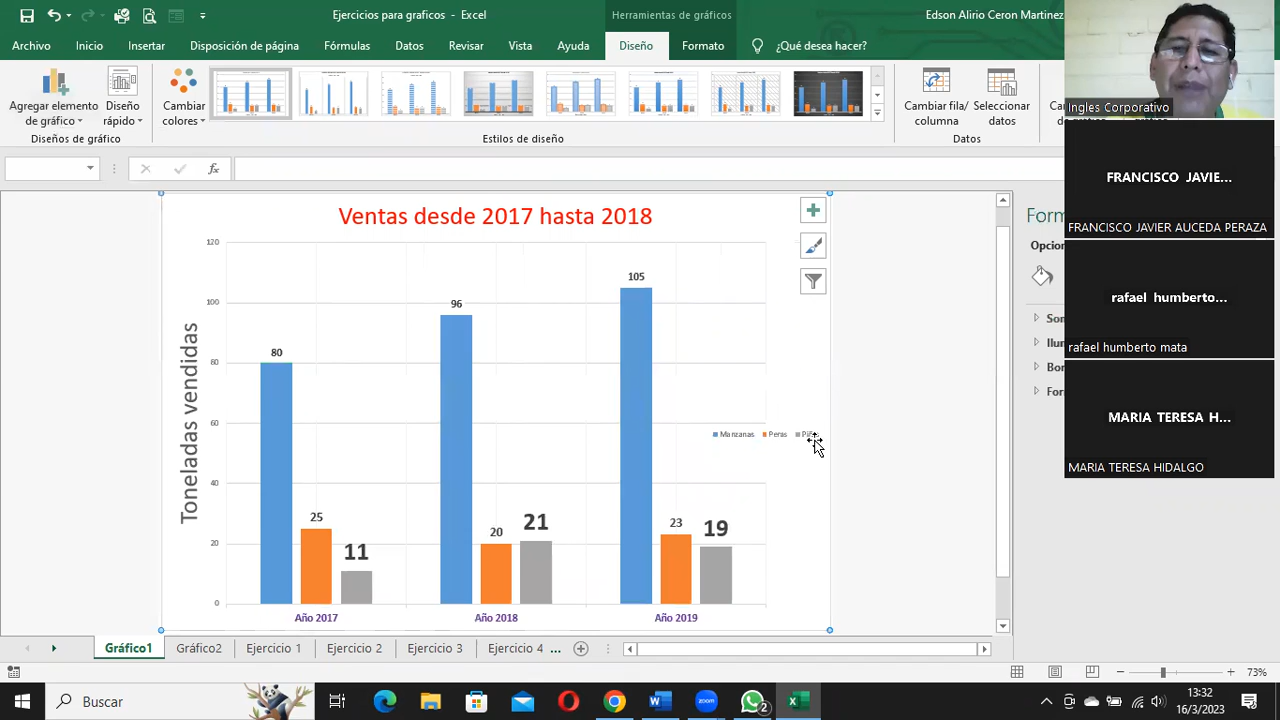 Ejercicios para graficos - Excel
Herramientas de gráficos
Edson Alirio Ceron Martinez
Archivo
Inicio
Insertar
Disposición de página
Fórmulas
Datos
Revisar
Vista
Ayuda
Diseño
Formato
¿Qué desea hacer?
Agregar elemento
de gráfico
Diseño
rápido
Cambiar
colores
Cambiar fila/
columna
Seleccionar
datos
Diseños de gráfico
Estilos de diseño
Datos
Ingles Corporativo
FRANCISCO JAVIE...
FRANCISCO JAVIER AUCEDA PERAZA
rafael humberto...
rafael humberto mata
MARIA TERESA H...
MARIA TERESA HIDALGO
fx
Ventas desde 2017 hasta 2018
Toneladas vendidas
120
100
80
60
40
20
0
80
25
11
96
20
21
105
23
19
Año 2017
Año 2018
Año 2019
Manzanas
Peras
Gráfico1
Gráfico2
Ejercicio 1
Ejercicio 2
Ejercicio 3
Ejercicio 4
...
73%
Buscar
2
13:32
16/3/2023